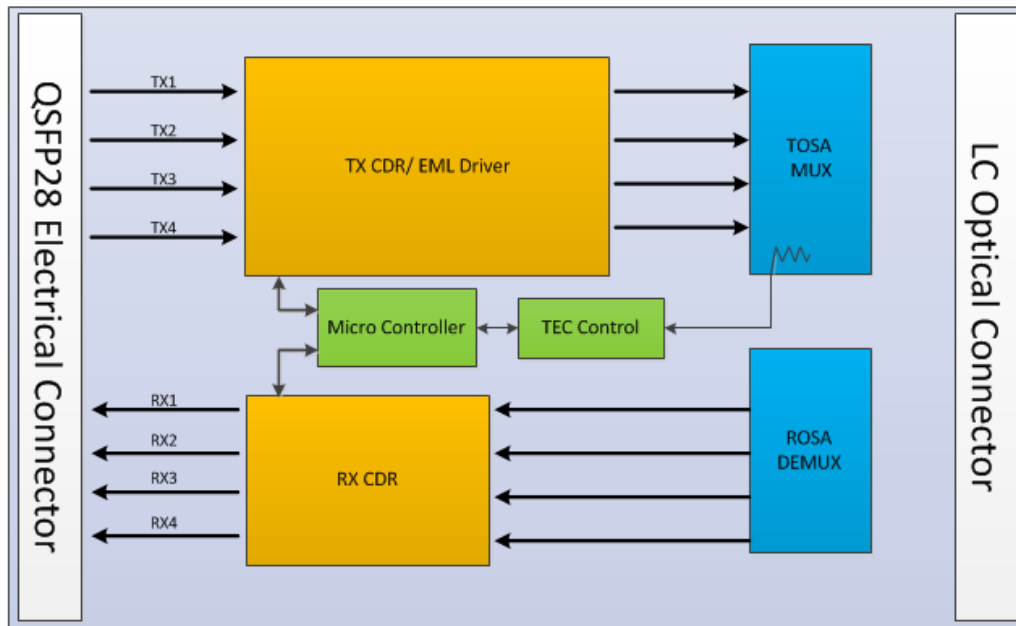 QSFP28 Electrical Connector
TX1
TX2
TX3
TX4
TX CDR/ EML Driver
TOSA
MUX
Micro Controller
TEC Control
RX1
RX2
RX3
RX4
RX CDR
ROSA
DEMUX
LC Optical Connector